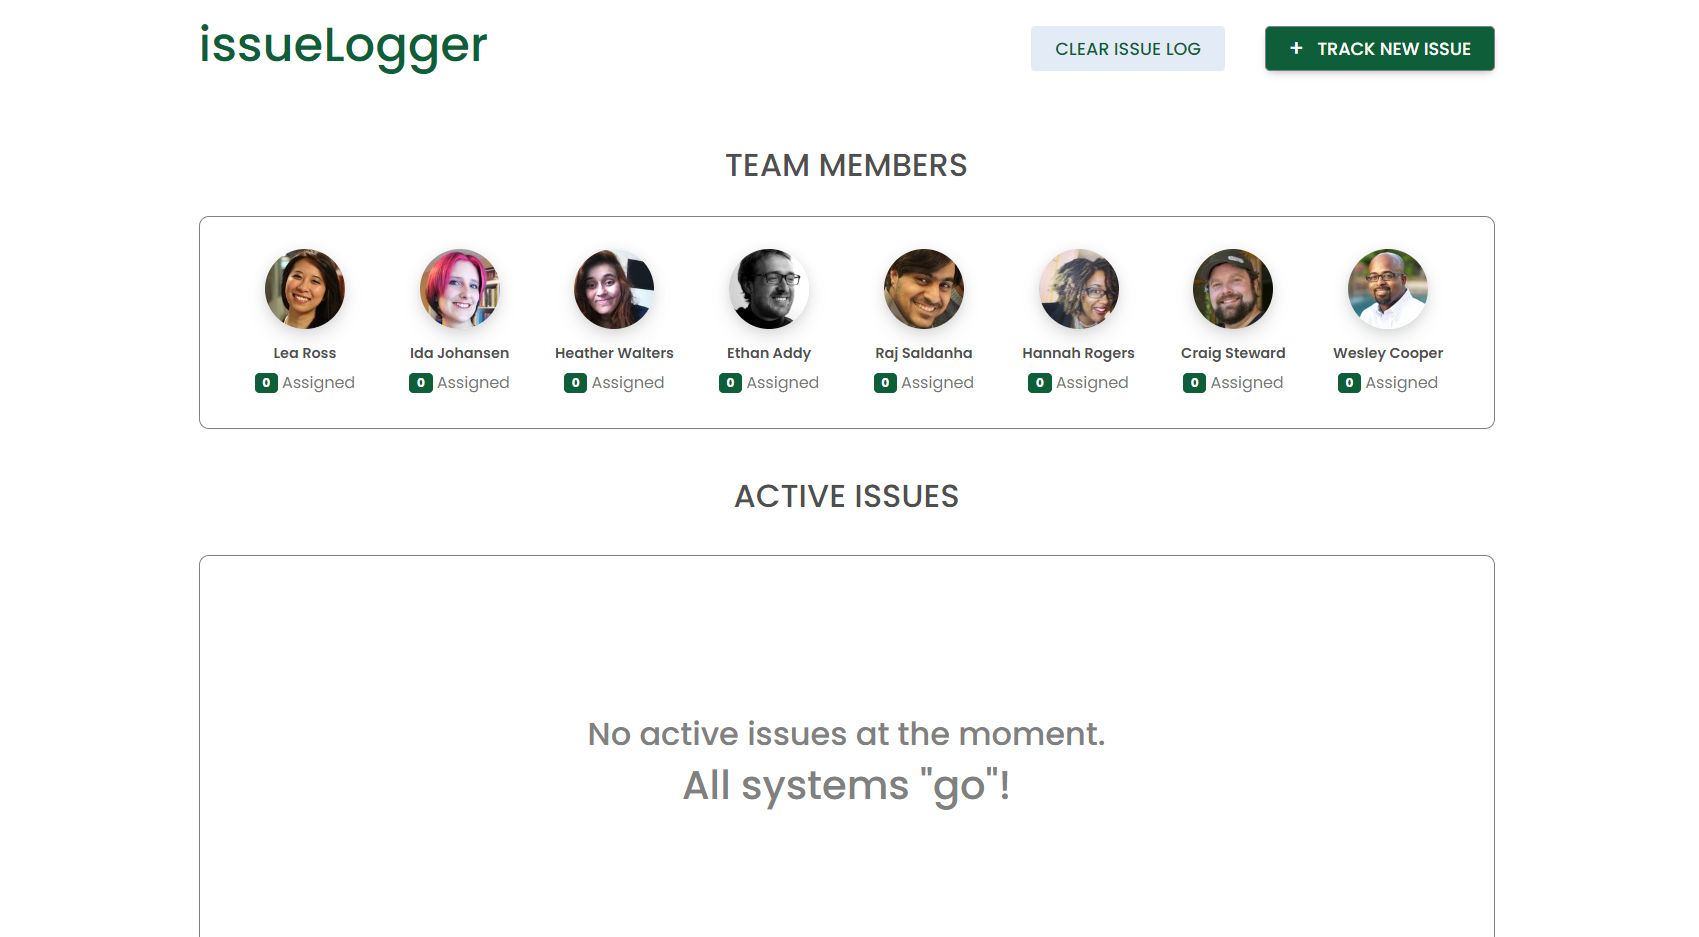 issueLogger
CLEAR ISSUE LOG
+ TRACK NEW ISSUE
TEAM MEMBERS
Lea Ross
0 Assigned
Ida Johansen
0 Assigned
Heather Walters
0 Assigned
Ethan Addy
0 Assigned
Raj Saldanha
0 Assigned
Hannah Rogers
0 Assigned
Craig Steward
0 Assigned
Wesley Cooper
0 Assigned
ACTIVE ISSUES
No active issues at the moment.
All systems "go"!